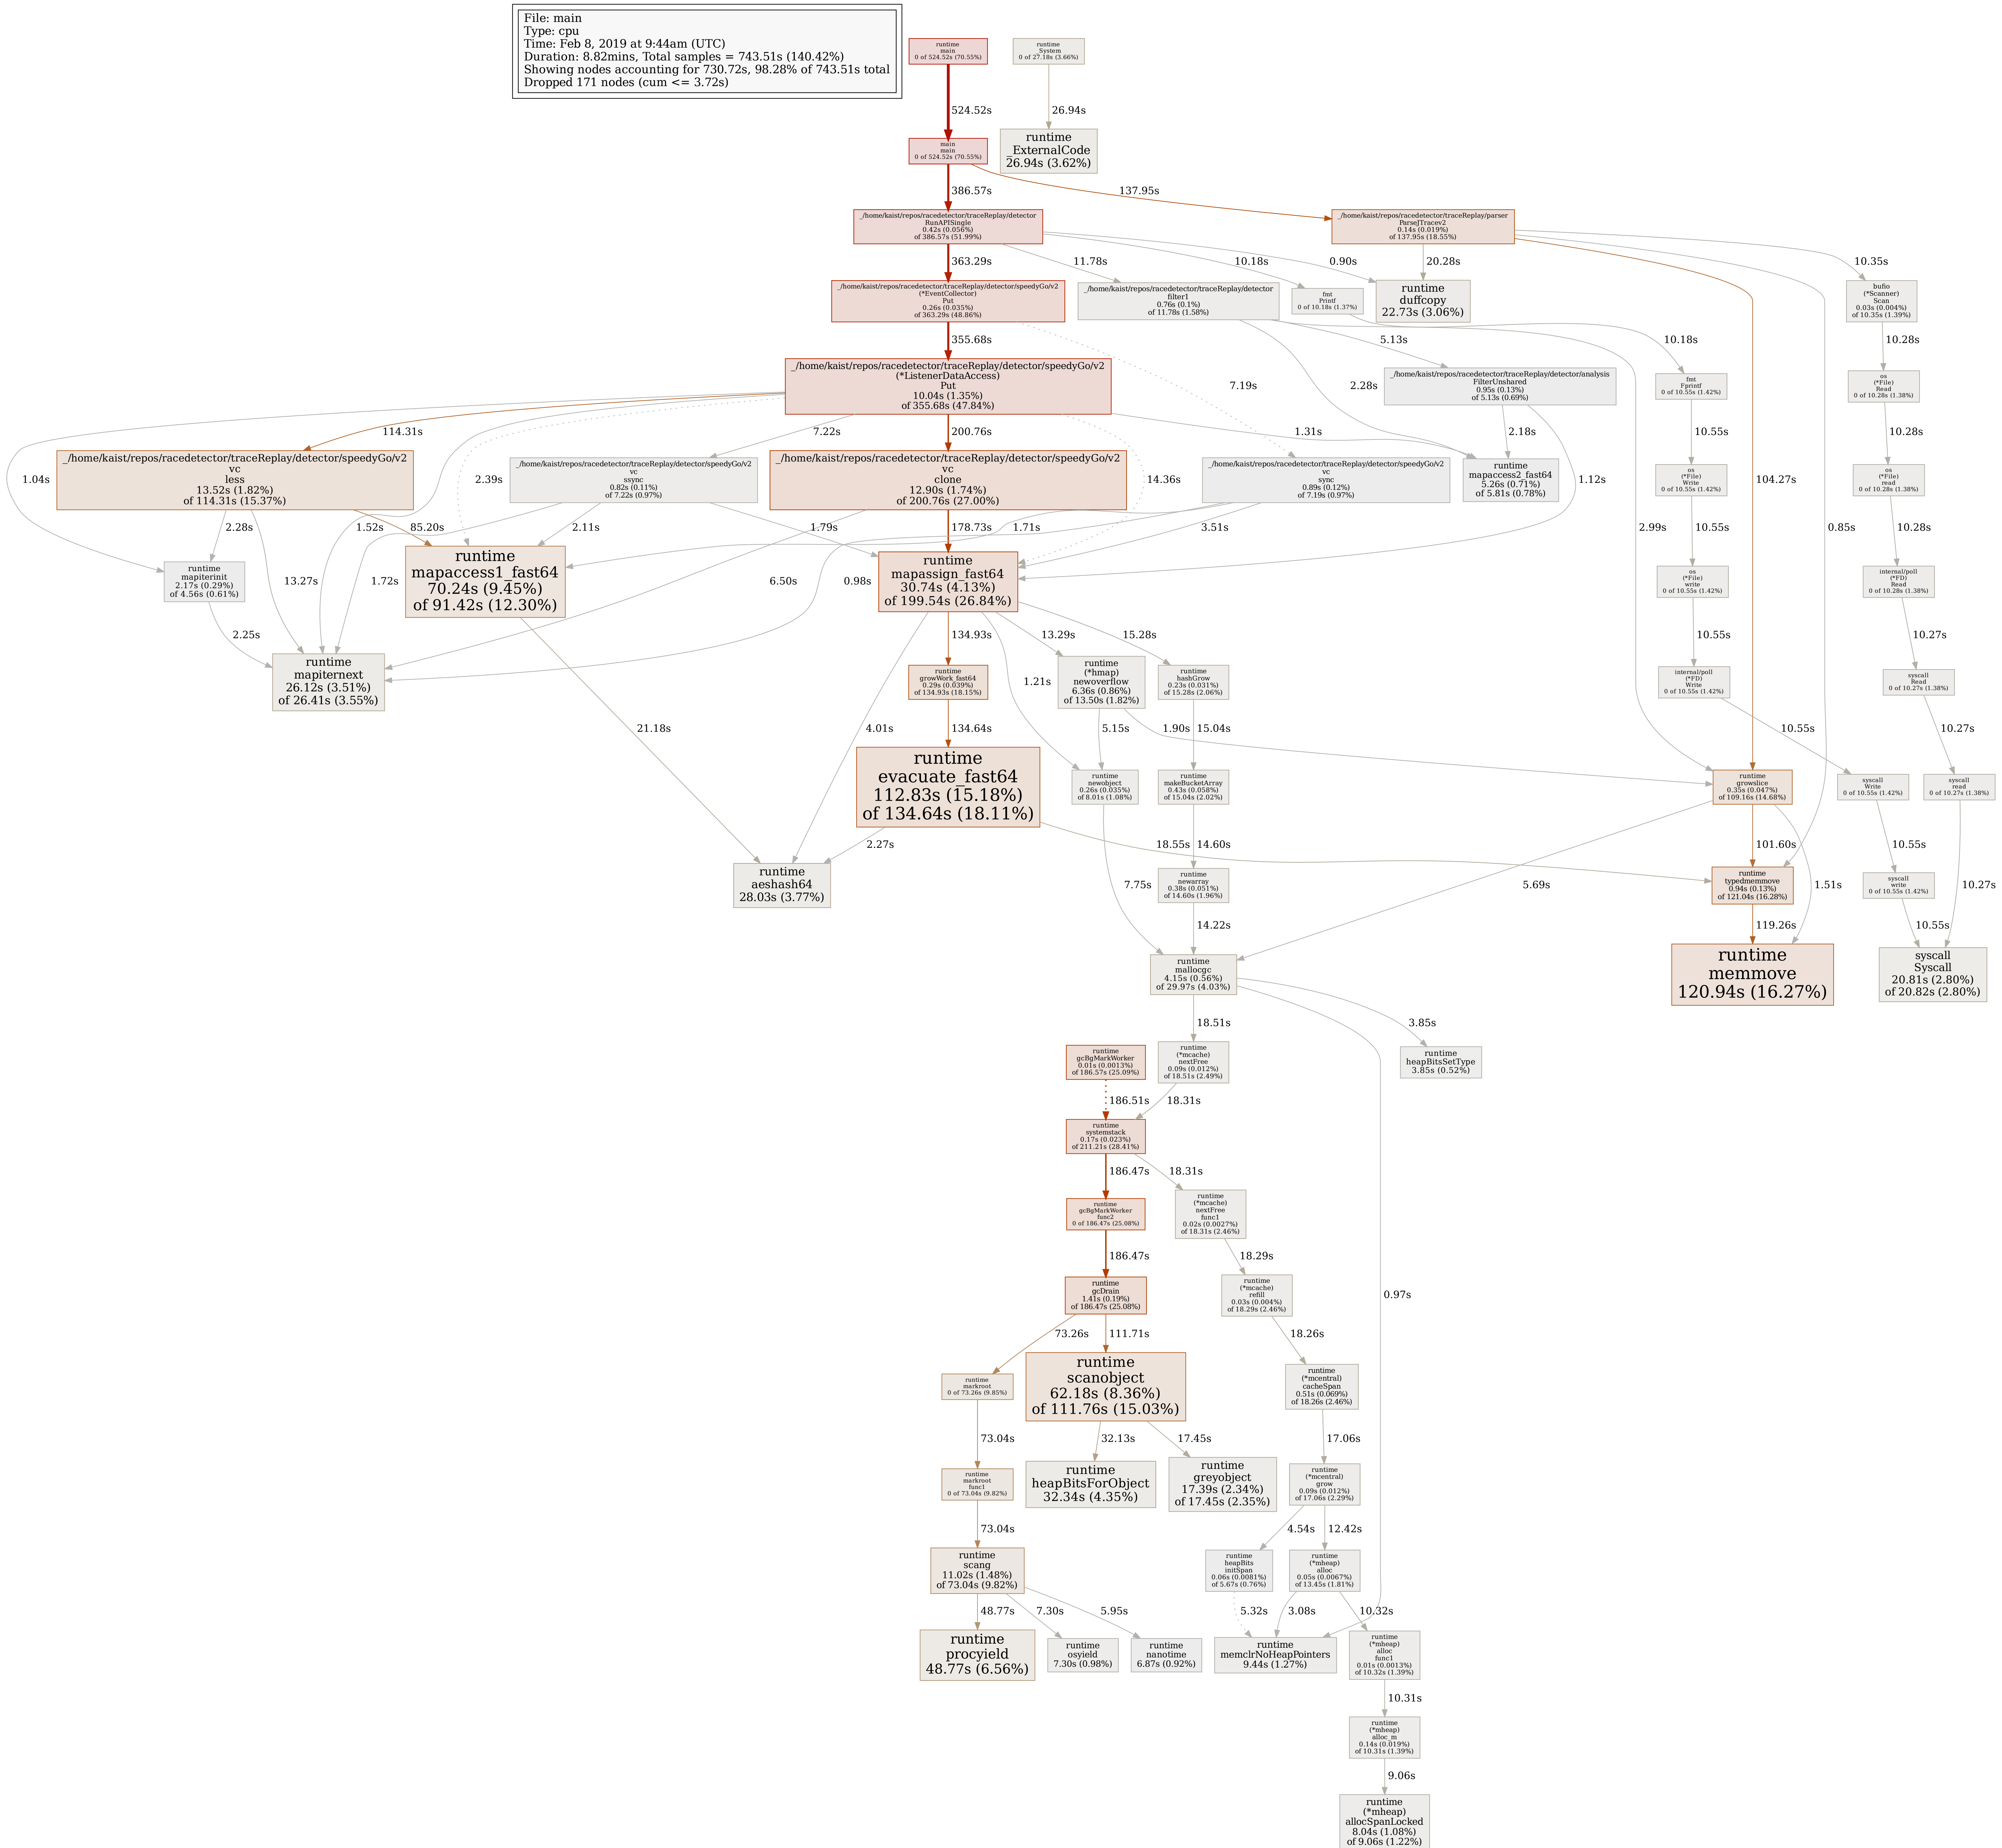 File: main
Type: cpu
Time: Feb 8, 2019 at 9:44am (UTC)
Duration: 8.82mins, Total samples = 743.51s (140.42%)
Showing nodes accounting for 730.72s, 98.28% of 743.51s total
Dropped 171 nodes (cum <= 3.72s)
runtime
main
0 of 524.52s (70.55%)
runtime
_System
0 of 27.18s (3.66%)
524.52s
26.94s
main
main
0 of 524.52s (70.55%)
runtime
_ExternalCode
26.94s (3.62%)
386.57s
137.95s
_/home/kaist/repos/racedetector/traceReplay/detector
RunAPISingle
0.42s (0.056%)
of 386.57s (51.99%)
_/home/kaist/repos/racedetector/traceReplay/parser
ParseJTracev2
0.14s (0.019%)
of 137.95s (18.55%)
363.29s
11.78s
10.18s
0.90s
20.28s
10.35s
_/home/kaist/repos/racedetector/traceReplay/detector/speedyGo/v2
(*EventCollector)
Put
0.26s (0.035%)
of 363.29s (48.86%)
_/home/kaist/repos/racedetector/traceReplay/detector
filter1
0.76s (0.1%)
of 11.78s (1.58%)
fmt
Printf
0 of 10.18s (1.37%)
runtime
duffcopy
22.73s (3.06%)
bufio
(*Scanner)
Scan
0.03s (0.004%)
of 10.35s (1.39%)
355.68s
7.19s
5.13s
2.28s
10.18s
10.28s
_/home/kaist/repos/racedetector/traceReplay/detector/speedyGo/v2
(*ListenerDataAccess)
Put
10.04s (1.35%)
of 355.68s (47.84%)
_/home/kaist/repos/racedetector/traceReplay/detector/analysis
FilterUnshared
0.95s (0.13%)
of 5.13s (0.69%)
fmt
Fprintf
0 of 10.55s (1.42%)
os
(*File)
Read
0 of 10.28s (1.38%)
114.31s
7.22s
200.76s
1.31s
2.18s
10.55s
10.28s
_/home/kaist/repos/racedetector/traceReplay/detector/speedyGo/v2
vc
less
13.52s (1.82%)
of 114.31s (15.37%)
_/home/kaist/repos/racedetector/traceReplay/detector/speedyGo/v2
vc
ssync
0.82s (0.11%)
of 7.22s (0.97%)
_/home/kaist/repos/racedetector/traceReplay/detector/speedyGo/v2
vc
clone
12.90s (1.74%)
of 200.76s (27.00%)
_/home/kaist/repos/racedetector/traceReplay/detector/speedyGo/v2
vc
sync
0.89s (0.12%)
of 7.19s (0.97%)
runtime
mapaccess2_fast64
5.26s (0.71%)
of 5.81s (0.78%)
os
(*File)
Write
0 of 10.55s (1.42%)
os
(*File)
read
0 of 10.28s (1.38%)
1.04s
2.39s
14.36s
1.12s
104.27s
2.28s
1.52s
85.20s
2.11s
1.79s
178.73s
1.71s
3.51s
2.99s
10.55s
0.85s
10.28s
runtime
mapiterinit
2.17s (0.29%)
of 4.56s (0.61%)
runtime
mapaccess1_fast64
70.24s (9.45%)
of 91.42s (12.30%)
runtime
mapassign_fast64
30.74s (4.13%)
of 199.54s (26.84%)
os
(*File)
write
0 of 10.55s (1.42%)
internal/poll
(*FD)
Read
0 of 10.28s (1.38%)
13.27s
1.72s
6.50s
0.98s
2.25s
134.93s
13.29s
15.28s
10.55s
10.27s
runtime
mapiternext
26.12s (3.51%)
of 26.41s (3.55%)
runtime
growWork_fast64
0.29s (0.039%)
of 134.93s (18.15%)
runtime
(*hmap)
newoverflow
6.36s (0.86%)
of 13.50s (1.82%)
runtime
hashGrow
0.23s (0.031%)
of 15.28s (2.06%)
internal/poll
(*FD)
Write
0 of 10.55s (1.42%)
syscall
Read
0 of 10.27s (1.38%)
21.18s
4.01s
134.64s
1.21s
5.15s
1.90s
15.04s
10.55s
10.27s
runtime
evacuate_fast64
112.83s (15.18%)
of 134.64s (18.11%)
runtime
newobject
0.26s (0.035%)
of 8.01s (1.08%)
runtime
makeBucketArray
0.43s (0.058%)
of 15.04s (2.02%)
runtime
growslice
0.35s (0.047%)
of 109.16s (14.68%)
syscall
Write
0 of 10.55s (1.42%)
syscall
read
0 of 10.27s (1.38%)
2.27s
18.55s
14.60s
101.60s
10.55s
runtime
aeshash64
28.03s (3.77%)
7.75s
runtime
newarray
0.38s (0.051%)
of 14.60s (1.96%)
5.69s
runtime
typedmemmove
0.94s (0.13%)
of 121.04s (16.28%)
1.51s
syscall
write
0 of 10.55s (1.42%)
10.27s
14.22s
119.26s
10.55s
runtime
mallocgc
4.15s (0.56%)
of 29.97s (4.03%)
runtime
memmove
120.94s (16.27%)
syscall
Syscall
20.81s (2.80%)
of 20.82s (2.80%)
18.51s
3.85s
runtime
gcBgMarkWorker
0.01s (0.0013%)
of 186.57s (25.09%)
runtime
(*mcache)
nextFree
0.09s (0.012%)
of 18.51s (2.49%)
runtime
heapBitsSetType
3.85s (0.52%)
186.51s
18.31s
runtime
systemstack
0.17s (0.023%)
of 211.21s (28.41%)
186.47s
18.31s
runtime
gcBgMarkWorker
func2
0 of 186.47s (25.08%)
runtime
(*mcache)
nextFree
func1
0.02s (0.0027%)
of 18.31s (2.46%)
186.47s
18.29s
runtime
gcDrain
1.41s (0.19%)
of 186.47s (25.08%)
runtime
(*mcache)
refill
0.03s (0.004%)
of 18.29s (2.46%)
0.97s
73.26s
111.71s
18.26s
runtime
markroot
0 of 73.26s (9.85%)
runtime
scanobject
62.18s (8.36%)
of 111.76s (15.03%)
runtime
(*mcentral)
cacheSpan
0.51s (0.069%)
of 18.26s (2.46%)
73.04s
32.13s
17.45s
17.06s
runtime
markroot
func1
0 of 73.04s (9.82%)
runtime
heapBitsForObject
32.34s (4.35%)
runtime
greyobject
17.39s (2.34%)
of 17.45s (2.35%)
runtime
(*mcentral)
grow
0.09s (0.012%)
of 17.06s (2.29%)
73.04s
4.54s
12.42s
runtime
scang
11.02s (1.48%)
of 73.04s (9.82%)
runtime
heapBits
initSpan
0.06s (0.0081%)
of 5.67s (0.76%)
runtime
(*mheap)
alloc
0.05s (0.0067%)
of 13.45s (1.81%)
48.77s
7.30s
5.95s
5.32s
3.08s
10.32s
runtime
procyield
48.77s (6.56%)
runtime
osyield
7.30s (0.98%)
runtime
nanotime
6.87s (0.92%)
runtime
memclrNoHeapPointers
9.44s (1.27%)
runtime
(*mheap)
alloc
func1
0.01s (0.0013%)
of 10.32s (1.39%)
10.31s
runtime
(*mheap)
alloc_m
0.14s (0.019%)
of 10.31s (1.39%)
9.06s
runtime
(*mheap)
allocSpanLocked
8.04s (1.08%)
of 9.06s (1.22%)